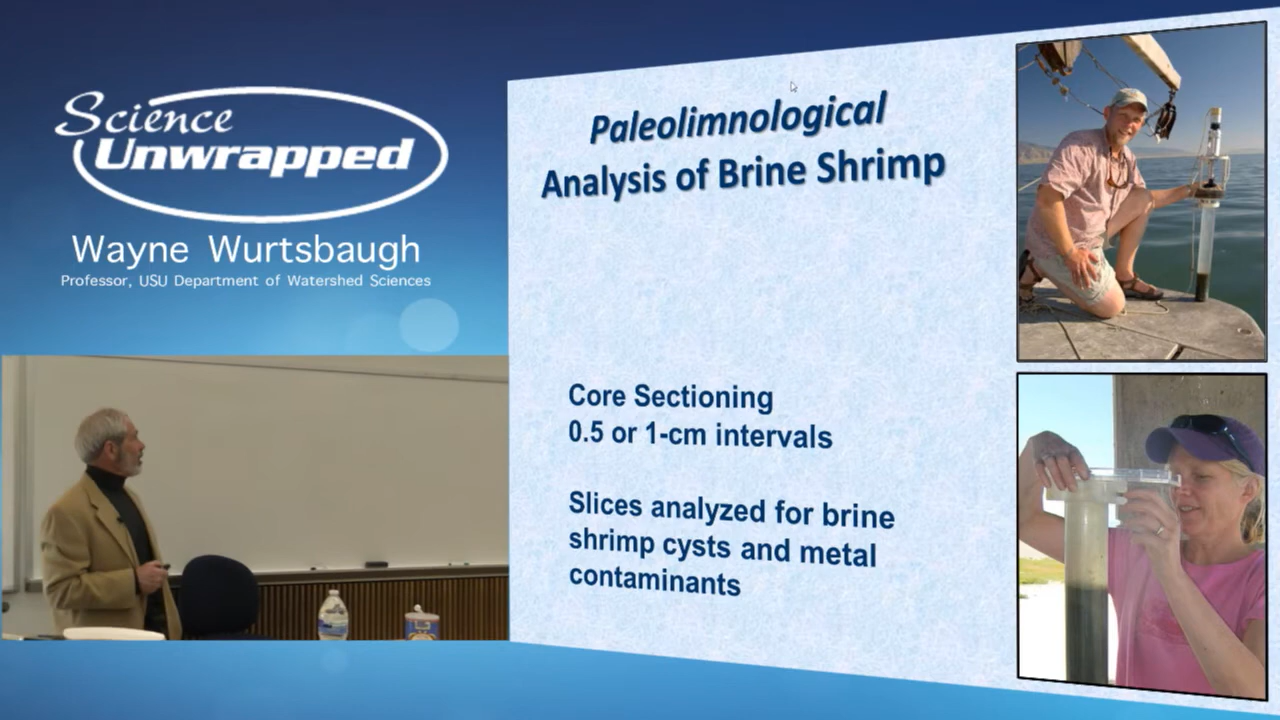 Science
Unwrapped
Wayne Wurtsbaugh
Professor, USU Department of Watershed Sciences
Paleolimnological
Analysis of Brine Shrimp
Core Sectioning
0.5 or 1-cm intervals
Slices analyzed for brine
shrimp cysts and metal
contaminants